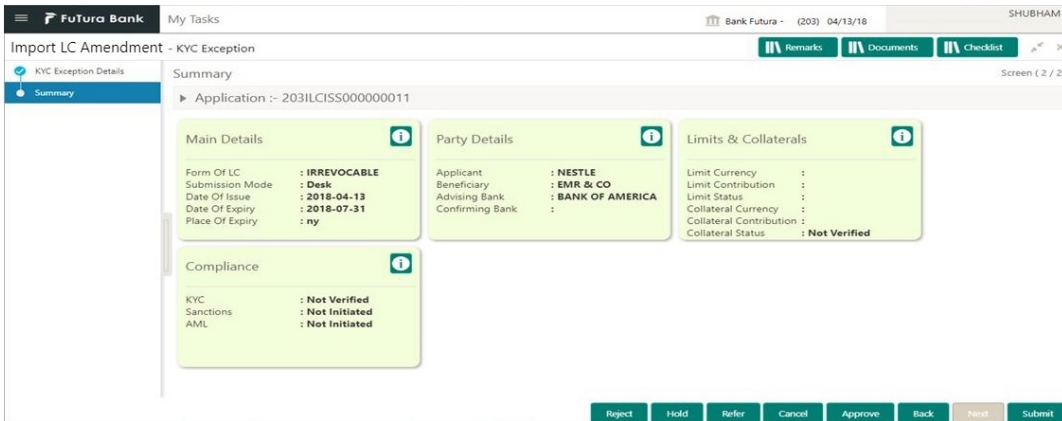 FuTura Bank
My Tasks
Bank Futura - (203) 04/13/18
SHUBHAM
Import LC Amendment - KYC Exception
Remarks
Documents
Checklist
KYC Exception Details
Summary
Summary
Screen ( 2 / 2
Application :- 203ILCISS000000011
Main Details
Form Of LC : IRREVOCABLE
Submission Mode : Desk
Date Of Issue : 2018-04-13
Date Of Expiry : 2018-07-31
Place Of Expiry : ny
Party Details
Applicant : NESTLE
Beneficiary : EMR & CO
Advising Bank : BANK OF AMERICA
Confirming Bank :
Limits & Collaterals
Limit Currency :
Limit Contribution :
Limit Status :
Collateral Currency :
Collateral Contribution :
Collateral Status : Not Verified
Compliance
KYC : Not Verified
Sanctions : Not Initiated
AML : Not Initiated
Reject
Hold
Refer
Cancel
Approve
Back
Next
Submit